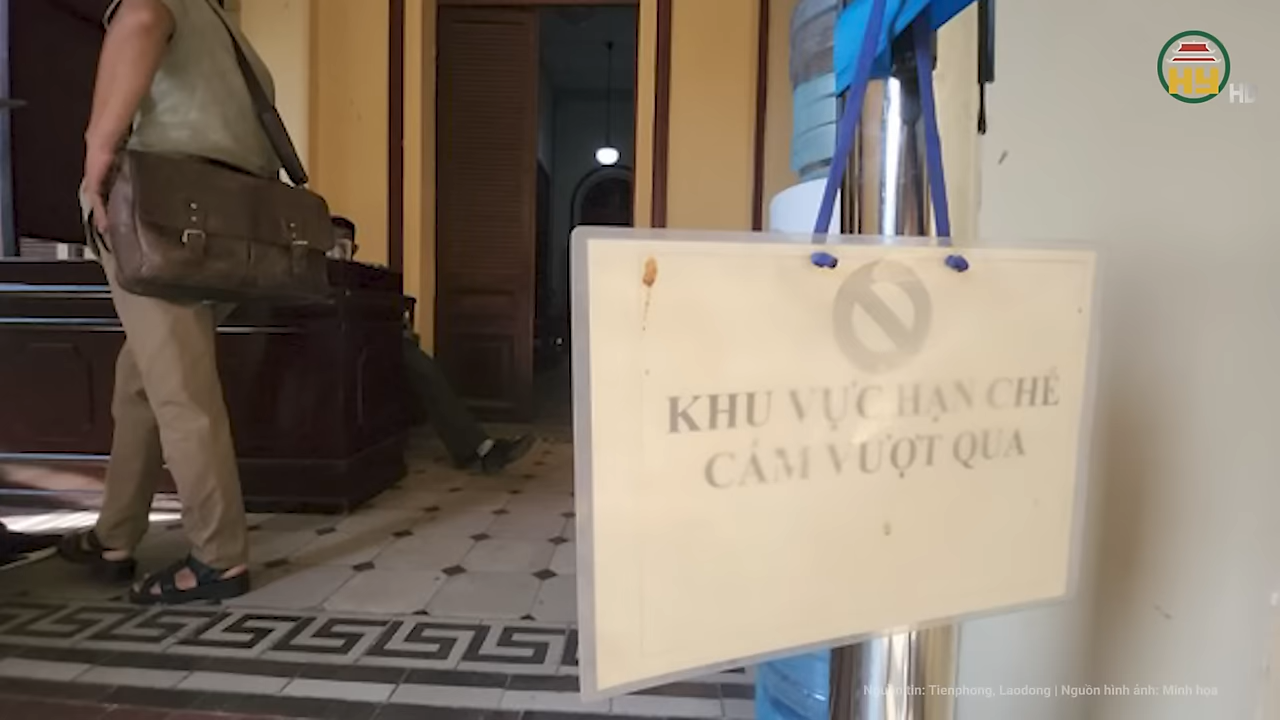 HY
HD
KHU VỰC HẠN CHẾ
CẤM VƯỢT QUA
Nguồn tin: Tienphong, Laodong | Nguồn hình ảnh: Minh họa